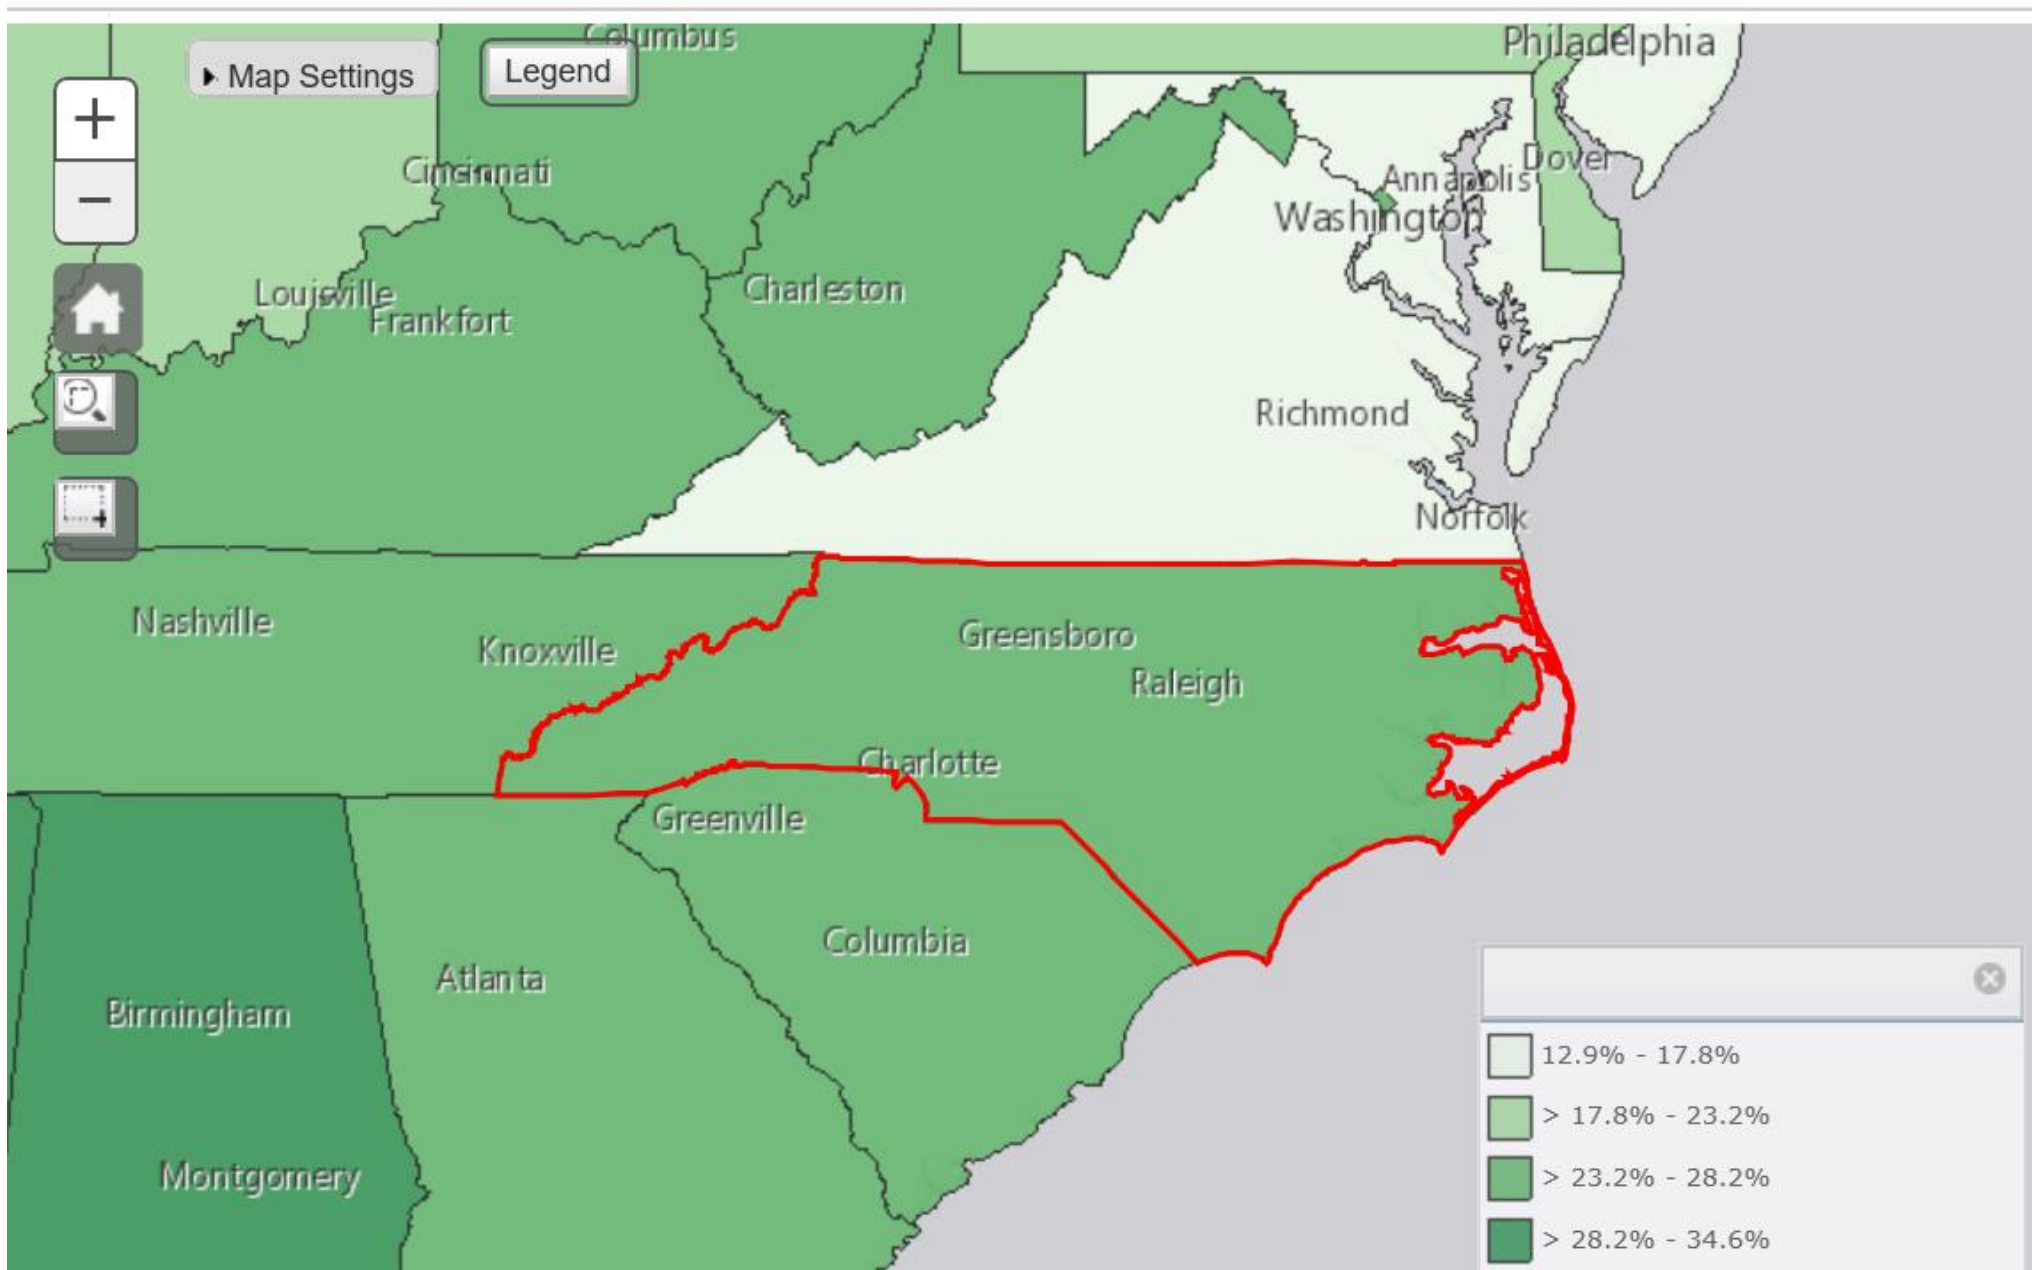 Columbus
Philadelphia
▸ Map Settings
Legend
+
−
Cincinnati
Dover
Annapolis
Washington
Louisville
Charleston
Frankfort
Richmond
Norfolk
Nashville
Knoxville
Greensboro
Raleigh
Charlotte
Greenville
Columbia
Atlanta
Birmingham
Montgomery
12.9% - 17.8%
> 17.8% - 23.2%
> 23.2% - 28.2%
> 28.2% - 34.6%